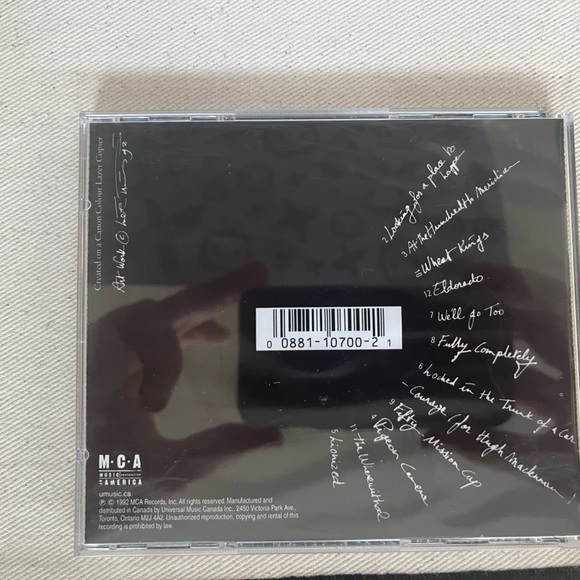 Created on a Canon Colour Lazer Copier
Art Work ©
2 Looking for a place to
happen
3 At the Hundredth Meridian
Wheat Kings
12 Eldorado
7 We'll go Too
8 Fully Completely
6 Locked in the Trunk of a Car
- Courage (for Hugh Maclennan)
9 Fifty Mission Cap
4 Pigeon Camera
11 The Wherewithal
5 Lionized
0 0881-10700-2 1
M·C·A
MUSIC
AMERICA
umusic.ca
℗ © 1992 MCA Records, Inc. All rights reserved. Manufactured and
distributed in Canada by Universal Music Canada Inc., 2450 Victoria Park Ave.,
Toronto, Ontario M2J 4A2. Unauthorized reproduction, copying and rental of this
recording is prohibited by law.